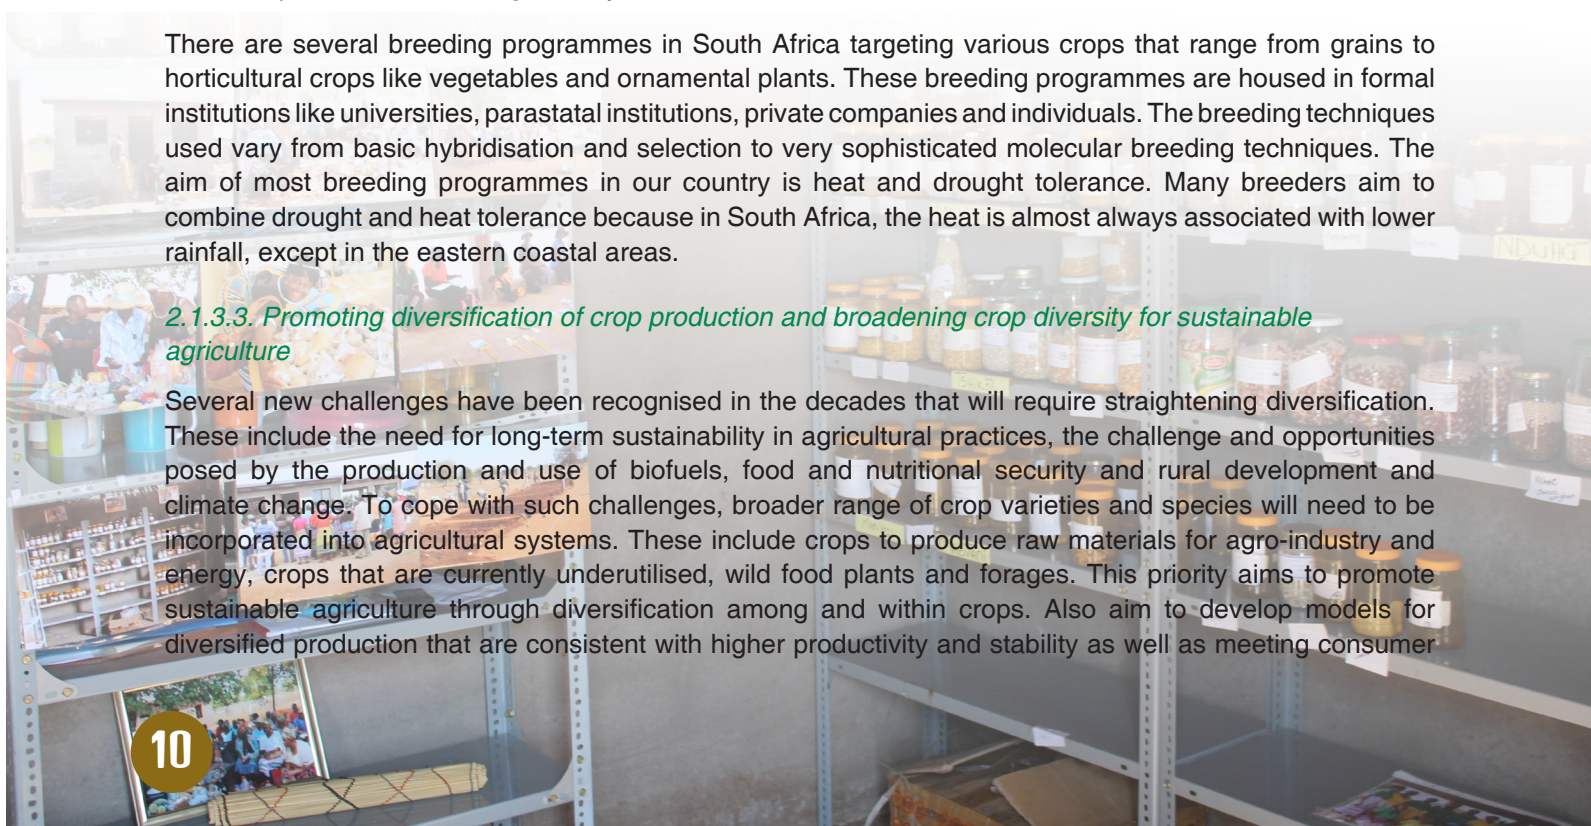 There are several breeding programmes in South Africa targeting various crops that range from grains to
horticultural crops like vegetables and ornamental plants. These breeding programmes are housed in formal
institutions like universities, parastatal institutions, private companies and individuals. The breeding techniques
used vary from basic hybridisation and selection to very sophisticated molecular breeding techniques. The
aim of most breeding programmes in our country is heat and drought tolerance. Many breeders aim to
combine drought and heat tolerance because in South Africa, the heat is almost always associated with lower
rainfall, except in the eastern coastal areas.
2.1.3.3. Promoting diversification of crop production and broadening crop diversity for sustainable
agriculture
Several new challenges have been recognised in the decades that will require straightening diversification.
These include the need for long-term sustainability in agricultural practices, the challenge and opportunities
posed by the production and use of biofuels, food and nutritional security and rural development and
climate change. To cope with such challenges, broader range of crop varieties and species will need to be
incorporated into agricultural systems. These include crops to produce raw materials for agro-industry and
energy, crops that are currently underutilised, wild food plants and forages. This priority aims to promote
sustainable agriculture through diversification among and within crops. Also aim to develop models for
diversified production that are consistent with higher productivity and stability as well as meeting consumer
10